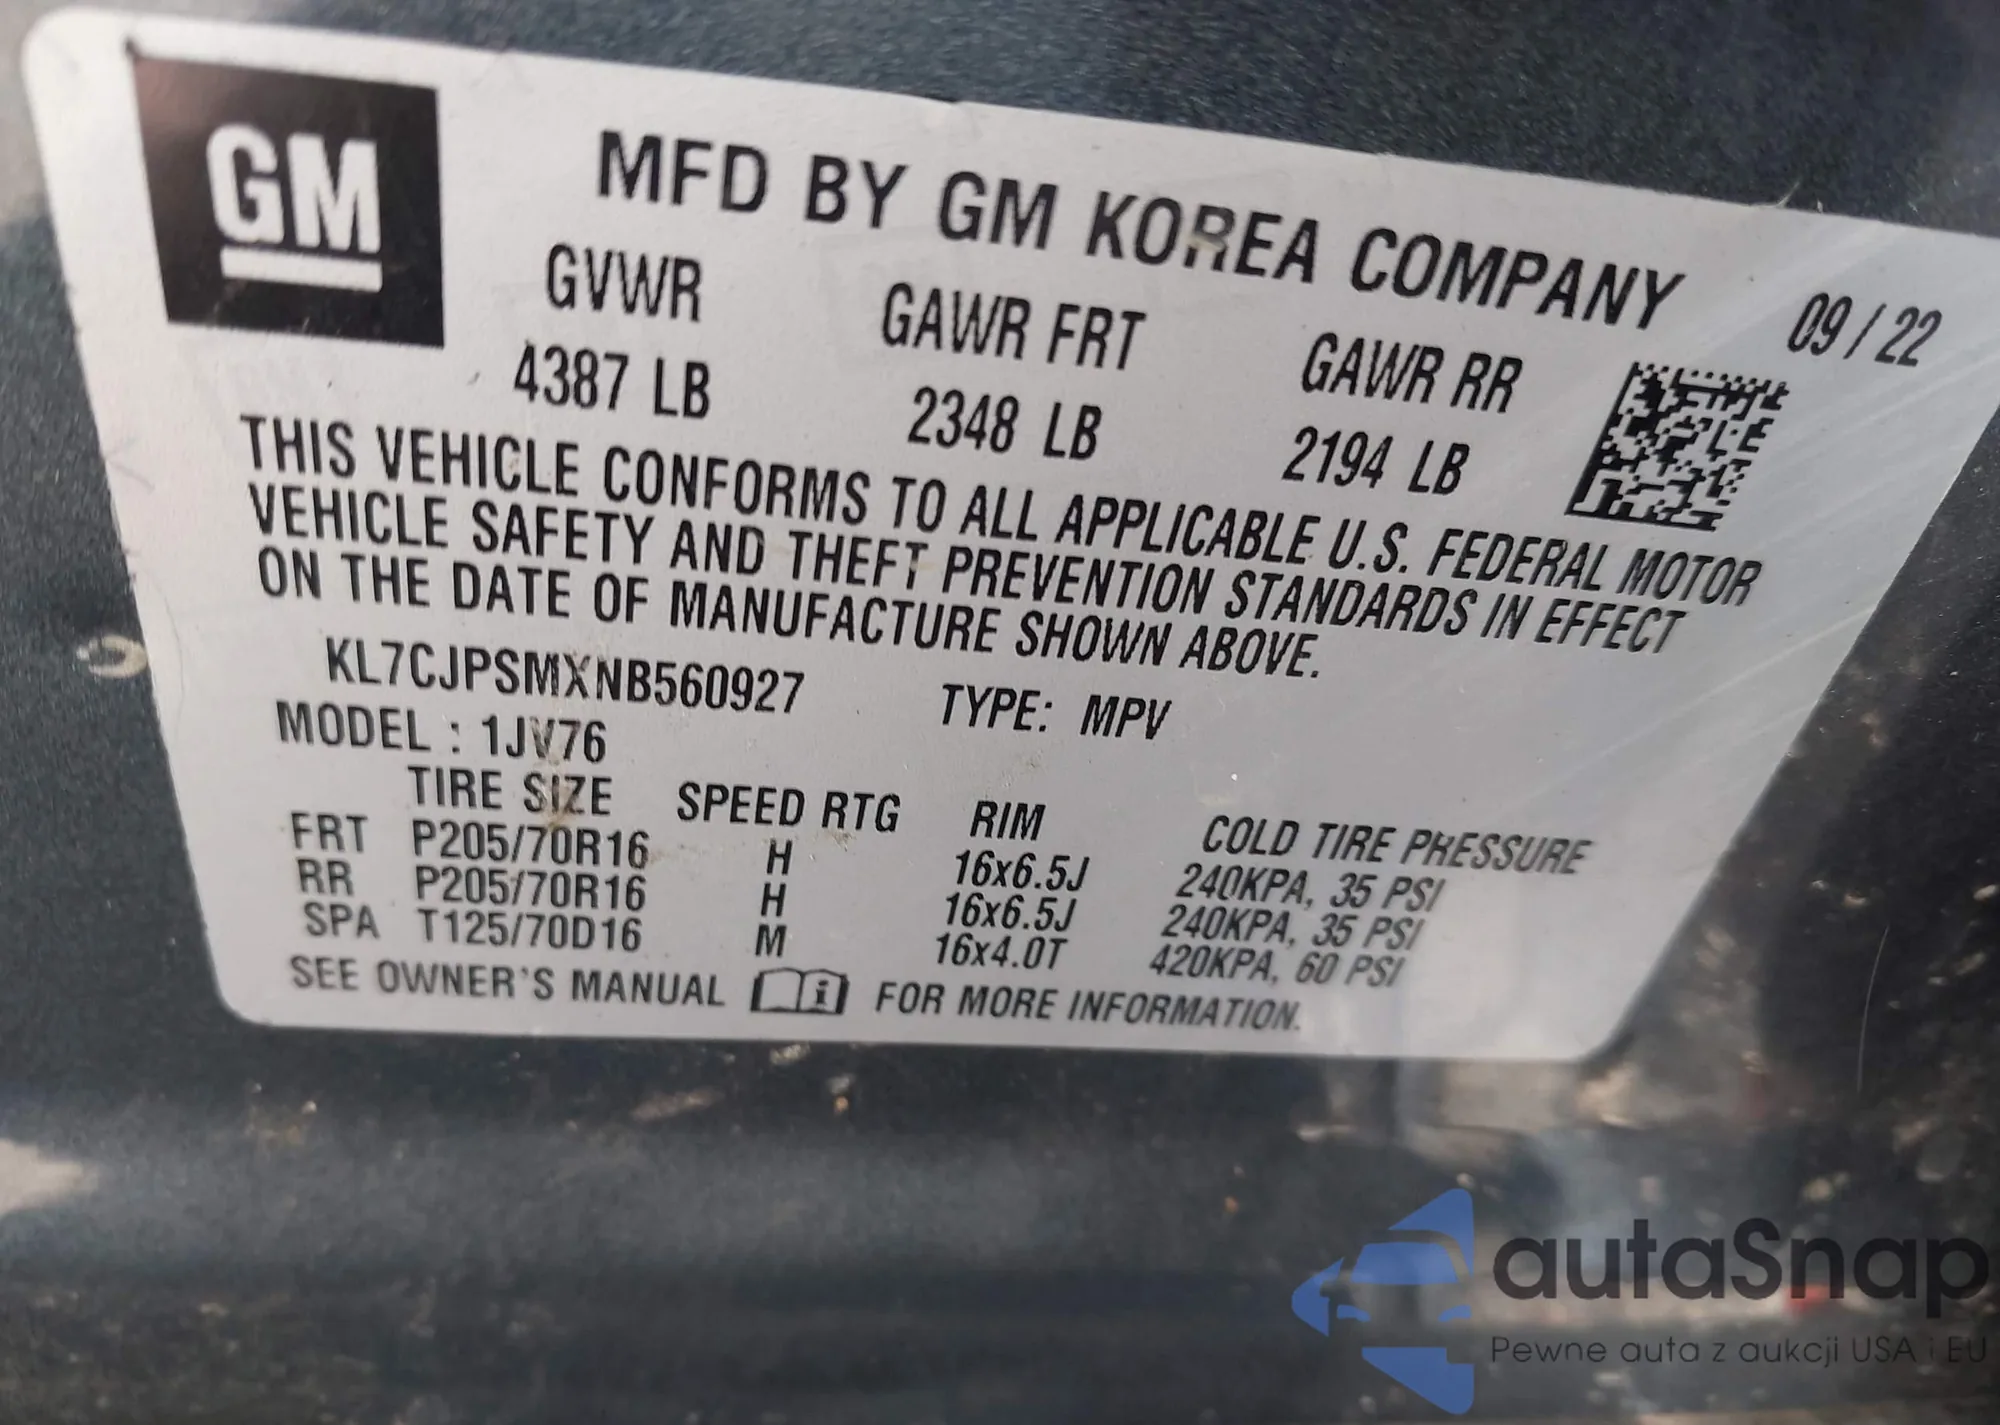 GM
MFD BY GM KOREA COMPANY
09 / 22
GVWR GAWR FRT GAWR RR
4387 LB 2348 LB 2194 LB
THIS VEHICLE CONFORMS TO ALL APPLICABLE U.S. FEDERAL MOTOR
VEHICLE SAFETY AND THEFT PREVENTION STANDARDS IN EFFECT
ON THE DATE OF MANUFACTURE SHOWN ABOVE.
KL7CJPSMXNB560927 TYPE: MPV
MODEL : 1JV76
TIRE SIZE SPEED RTG RIM COLD TIRE PRESSURE
FRT P205/70R16 H 16x6.5J 240KPA, 35 PSI
RR P205/70R16 H 16x6.5J 240KPA, 35 PSI
SPA T125/70D16 M 16x4.0T 420KPA, 60 PSI
SEE OWNER'S MANUAL i FOR MORE INFORMATION.
autaSnap
Pewne auta z aukcji USA i EU